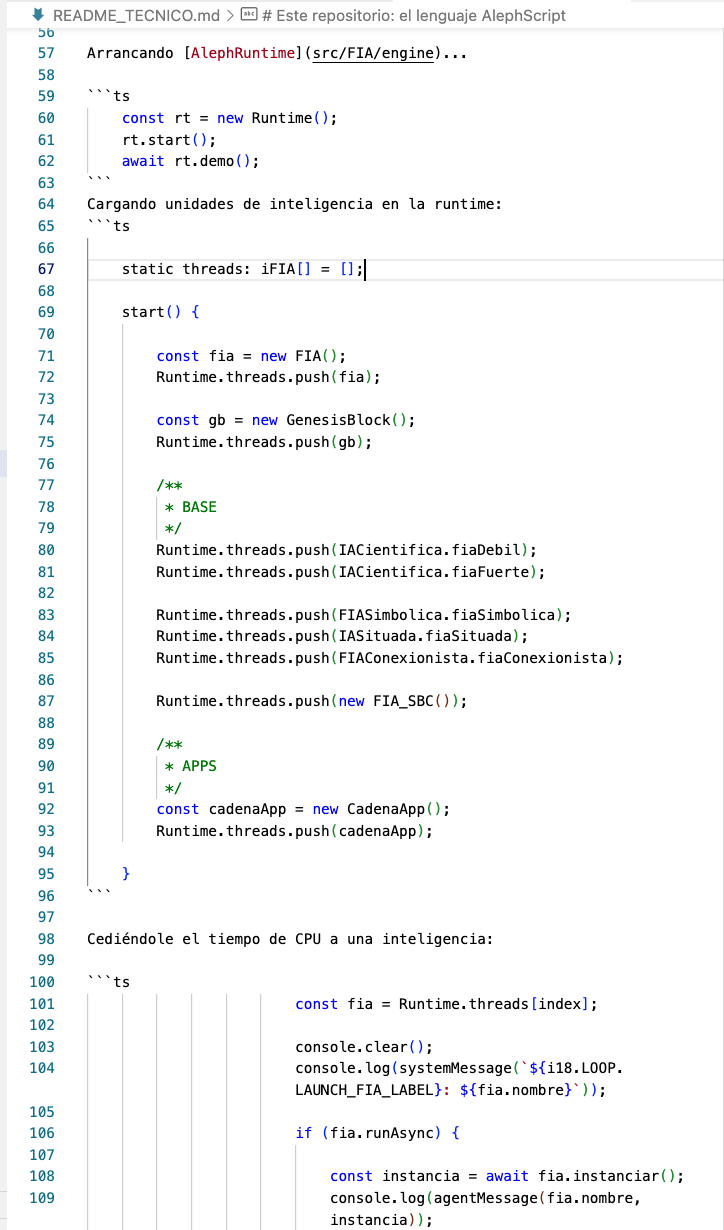 README_TECNICO.md > # Este repositorio: el lenguaje AlephScript
56
57 Arrancando [AlephRuntime](src/FIA/engine)...
58
59 ```ts
60     const rt = new Runtime();
61     rt.start();
62     await rt.demo();
63 ```
64 Cargando unidades de inteligencia en la runtime:
65 ```ts
66
67     static threads: iFIA[] = [];
68
69     start() {
70
71         const fia = new FIA();
72         Runtime.threads.push(fia);
73
74         const gb = new GenesisBlock();
75         Runtime.threads.push(gb);
76
77         /**
78          * BASE
79          */
80         Runtime.threads.push(IACientifica.fiaDebil);
81         Runtime.threads.push(IACientifica.fiaFuerte);
82
83         Runtime.threads.push(FIASimbolica.fiaSimbolica);
84         Runtime.threads.push(IASituada.fiaSituada);
85         Runtime.threads.push(FIAConexionista.fiaConexionista);
86
87         Runtime.threads.push(new FIA_SBC());
88
89         /**
90          * APPS
91          */
92         const cadenaApp = new CadenaApp();
93         Runtime.threads.push(cadenaApp);
94
95     }
96 ```
97
98 Cediéndole el tiempo de CPU a una inteligencia:
99
100 ```ts
101                         const fia = Runtime.threads[index];
102
103                         console.clear();
104                         console.log(systemMessage(`${i18.LOOP.
                        LAUNCH_FIA_LABEL}: ${fia.nombre}`));
105
106                         if (fia.runAsync) {
107
108                             const instancia = await fia.instanciar();
109                             console.log(agentMessage(fia.nombre,
                            instancia));